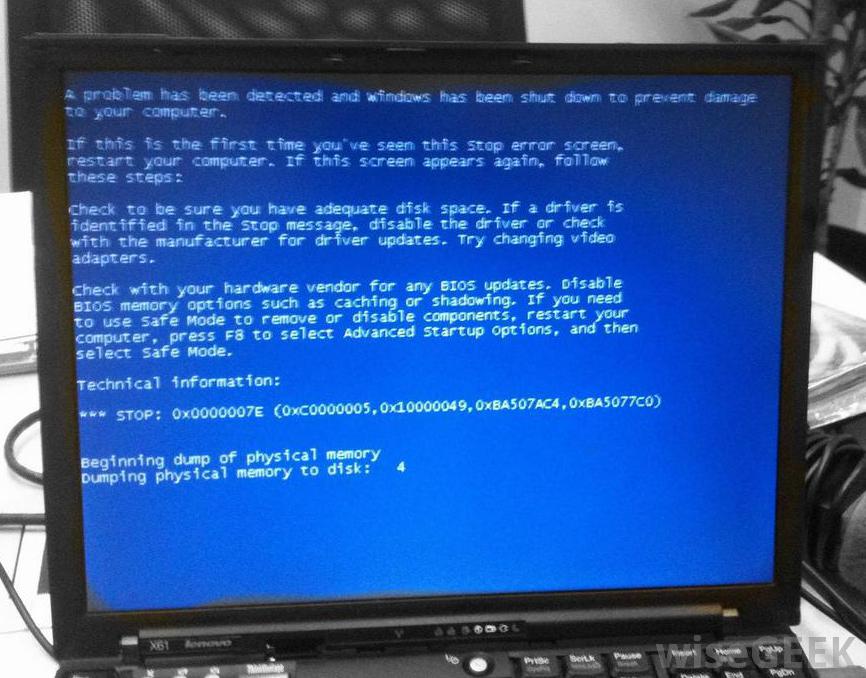 A problem has been detected and windows has been shut down to prevent damage
to your computer.
If this is the first time you've seen this Stop error screen,
restart your computer. If this screen appears again, follow
these steps:
Check to be sure you have adequate disk space. If a driver is
identified in the Stop message, disable the driver or check
with the manufacturer for driver updates. Try changing video
adapters.
Check with your hardware vendor for any BIOS updates. Disable
BIOS memory options such as caching or shadowing. If you need
to use Safe Mode to remove or disable components, restart your
computer, press F8 to select Advanced Startup Options, and then
select Safe Mode.
Technical information:
*** STOP: 0x0000007E (0xC0000005,0x10000049,0xBA507AC4,0xBA5077C0)
Beginning dump of physical memory
Dumping physical memory to disk: 4
X61 lenovo
PrtSc ScrLk Pause Insert Home PgUp
Delete End PgDn
wiseGEEK